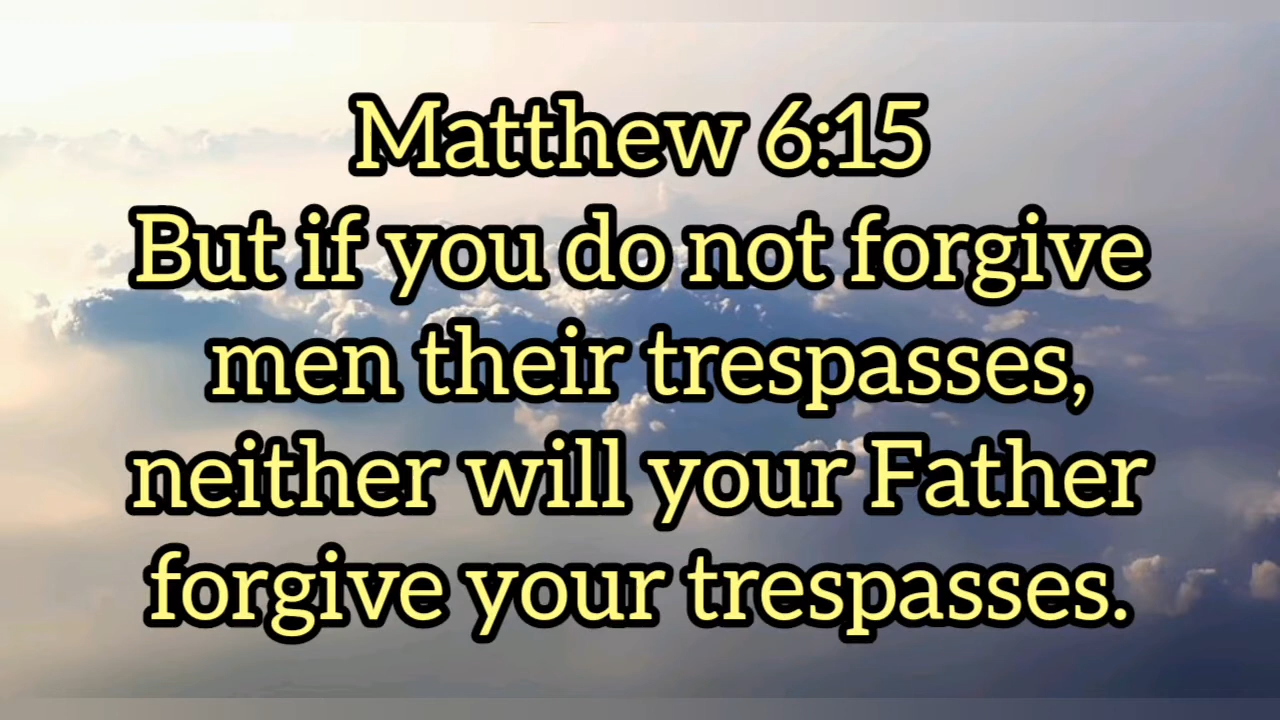 Matthew 6:15
But if you do not forgive
men their trespasses,
neither will your Father
forgive your trespasses.